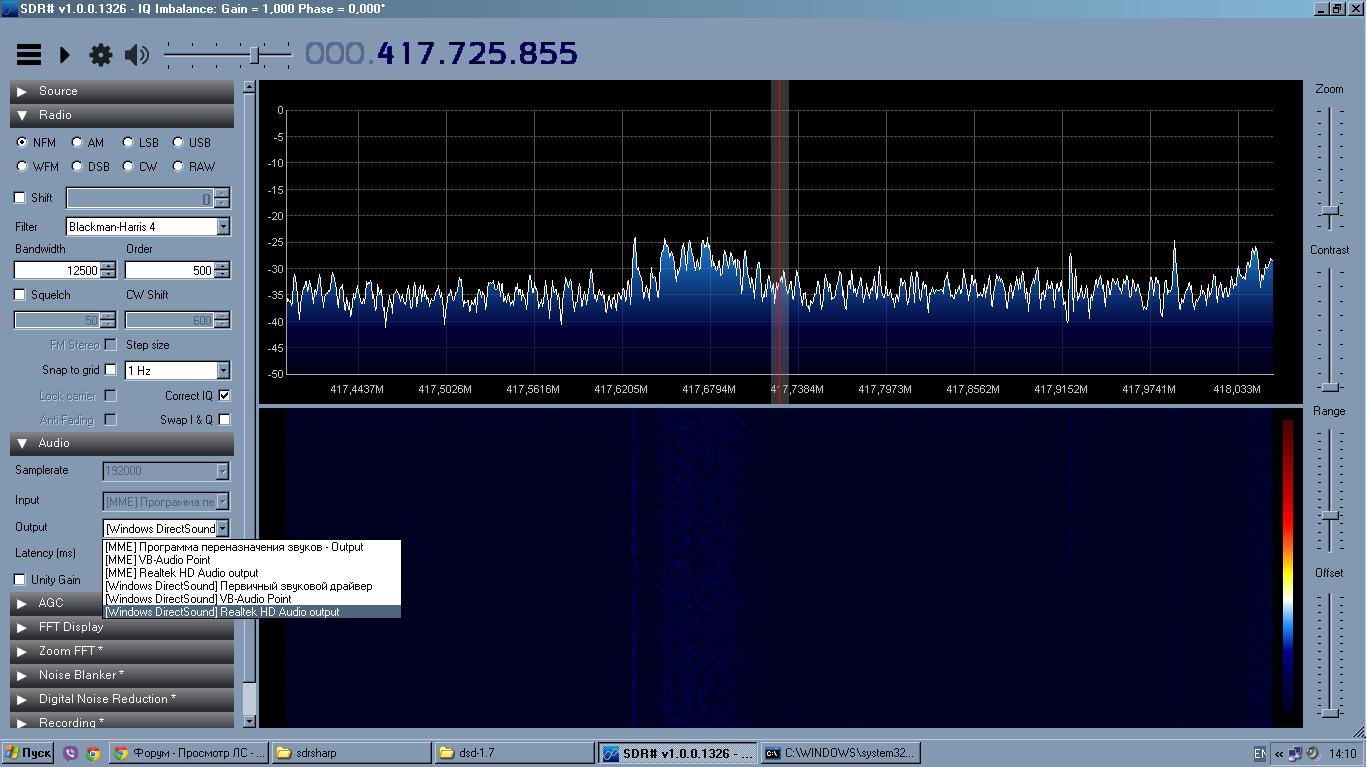 SDR# v1.0.0.1326 - IQ Imbalance: Gain = 1,000 Phase = 0,000°
000.417.725.855
Source
Radio
NFM AM LSB USB
WFM DSB CW RAW
Shift 0
Filter Blackman-Harris 4
Bandwidth Order
12500 500
Squelch CW Shift
50 600
FM Stereo Step size
Snap to grid 1 Hz
Lock carrier Correct IQ
Anti-Fading Swap I & Q
Audio
Samplerate 192000
Input [MME] Программа пе
Output [Windows DirectSound
Latency (ms)
Unity Gain
[MME] Программа переназначения звуков - Output
[MME] VB-Audio Point
[MME] Realtek HD Audio output
[Windows DirectSound] Первичный звуковой драйвер
[Windows DirectSound] VB-Audio Point
[Windows DirectSound] Realtek HD Audio output
AGC
FFT Display
Zoom FFT *
Noise Blanker *
Digital Noise Reduction *
Recording *
0
-5
-10
-15
-20
-25
-30
-35
-40
-45
-50
417,4437M 417,5026M 417,5616M 417,6205M 417,6794M 417,7384M 417,7973M 417,8562M 417,9152M 417,9741M 418,033M
Zoom
Contrast
Range
Offset
Пуск
Форум - Просмотр ЛС - ...
sdrsharp
dsd-1.7
SDR# v1.0.0.1326 - ...
C:\WINDOWS\system32...
EN
14:10